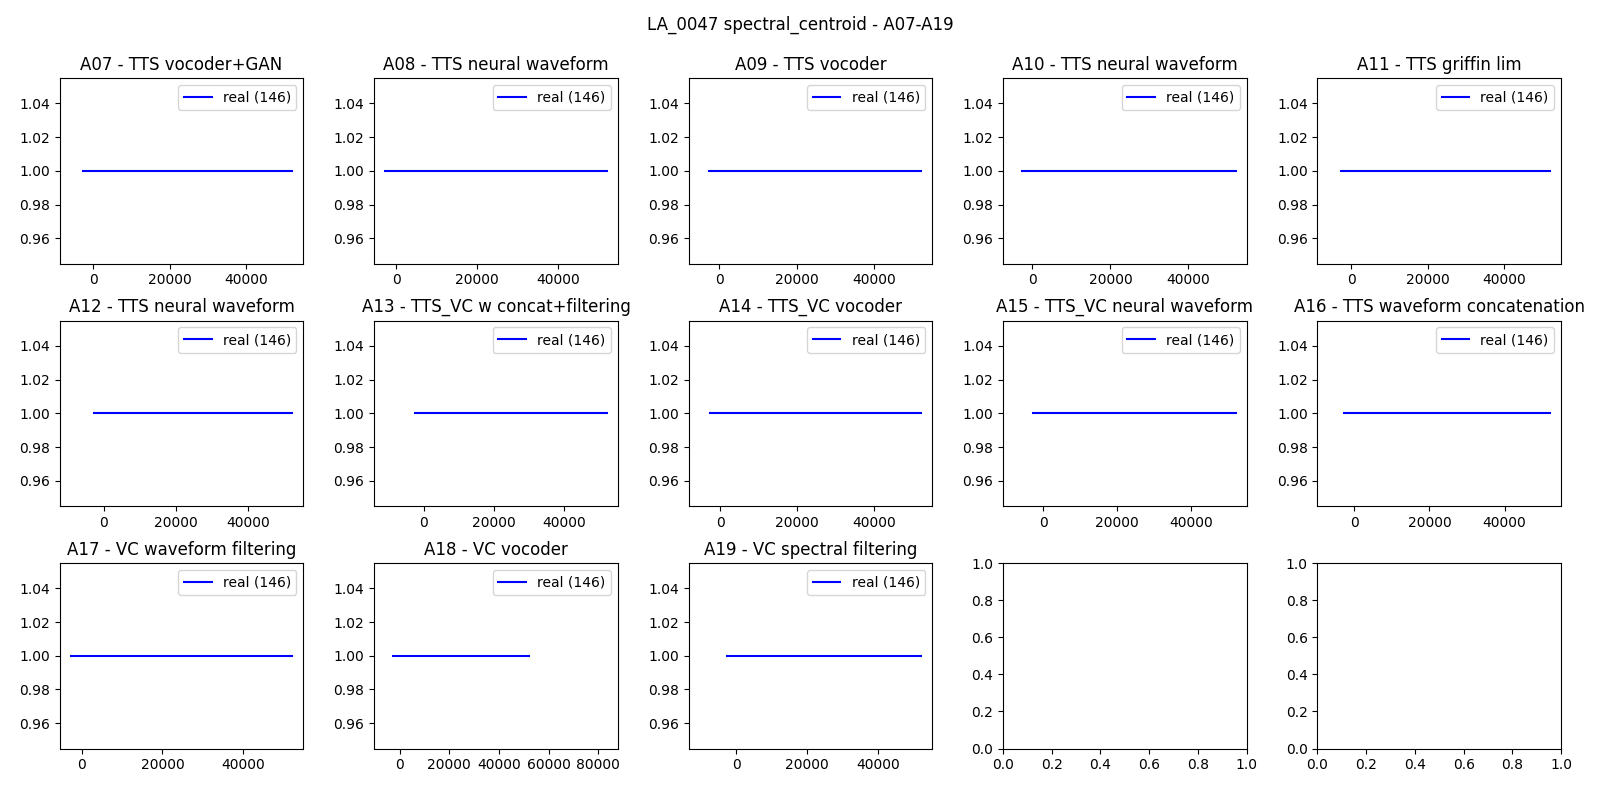 LA_0047 spectral_centroid - A07-A19
A07 - TTS vocoder+GAN
A08 - TTS neural waveform
A09 - TTS vocoder
A10 - TTS neural waveform
A11 - TTS griffin lim
real (146)
real (146)
real (146)
real (146)
real (146)
1.04 1.04 1.04 1.04 1.04
1.02 1.02 1.02 1.02 1.02
1.00 1.00 1.00 1.00 1.00
0.98 0.98 0.98 0.98 0.98
0.96 0.96 0.96 0.96 0.96
0 20000 40000
0 20000 40000
0 20000 40000
0 20000 40000
0 20000 40000
A12 - TTS neural waveform
A13 - TTS_VC w concat+filtering
A14 - TTS_VC vocoder
A15 - TTS_VC neural waveform
A16 - TTS waveform concatenation
real (146)
real (146)
real (146)
real (146)
real (146)
1.04 1.04 1.04 1.04 1.04
1.02 1.02 1.02 1.02 1.02
1.00 1.00 1.00 1.00 1.00
0.98 0.98 0.98 0.98 0.98
0.96 0.96 0.96 0.96 0.96
0 20000 40000
0 20000 40000
0 20000 40000
0 20000 40000
0 20000 40000
A17 - VC waveform filtering
A18 - VC vocoder
A19 - VC spectral filtering
real (146)
real (146)
real (146)
1.04 1.04 1.04 1.0 1.0
1.02 1.02 1.02 0.8 0.8
1.00 1.00 1.00 0.6 0.6
0.98 0.98 0.98 0.4 0.4
0.96 0.96 0.96 0.2 0.2
0.0 0.0
0 20000 40000
0 20000 40000 60000 80000
0 20000 40000
0.0 0.2 0.4 0.6 0.8 1.0
0.0 0.2 0.4 0.6 0.8 1.0